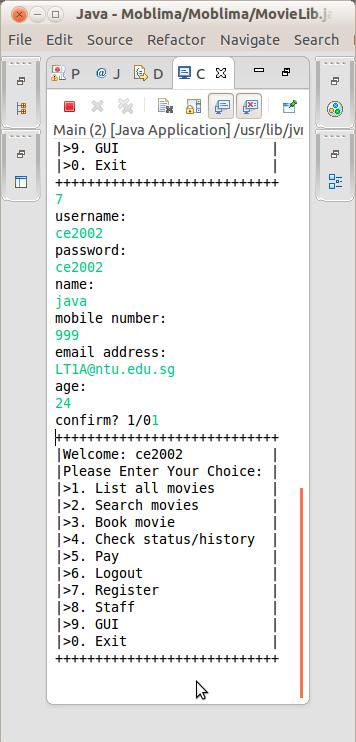 Java - Moblima/Moblima/MovieLib.ja
File Edit Source Refactor Navigate Search
P @ J D C
Main (2) [Java Application] /usr/lib/jvm
|>9. GUI |
|>0. Exit |
++++++++++++++++++++++++++++
7
username:
ce2002
password:
ce2002
name:
java
mobile number:
999
email address:
LT1A@ntu.edu.sg
age:
24
confirm? 1/01
++++++++++++++++++++++++++++
|Welcome: ce2002 |
|Please Enter Your Choice: |
|>1. List all movies |
|>2. Search movies |
|>3. Book movie |
|>4. Check status/history |
|>5. Pay |
|>6. Logout |
|>7. Register |
|>8. Staff |
|>9. GUI |
|>0. Exit |
++++++++++++++++++++++++++++